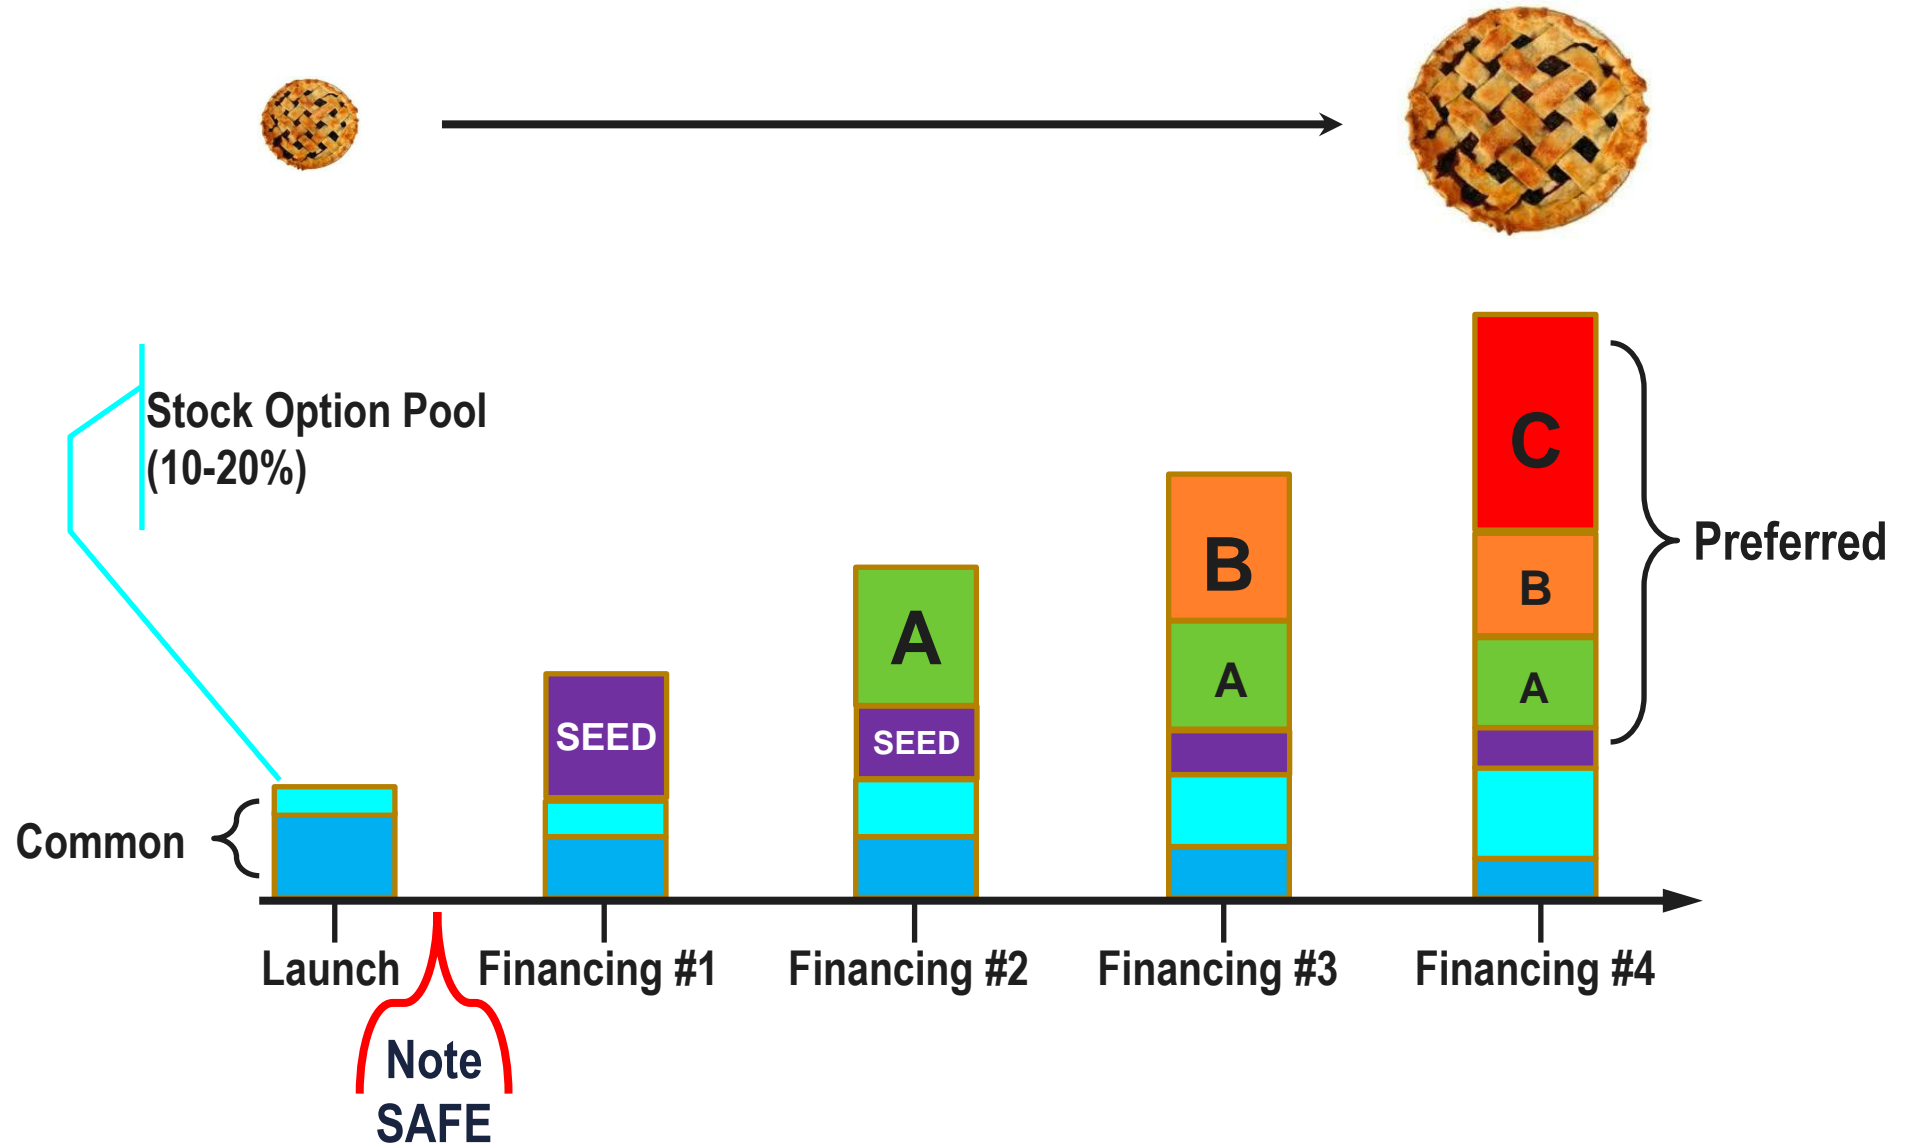 Stock Option Pool
(10-20%)
C
B
Preferred
A
B
SEED
A
B
SEED
A
A
Common
Launch
Financing #1
Financing #2
Financing #3
Financing #4
Note
SAFE